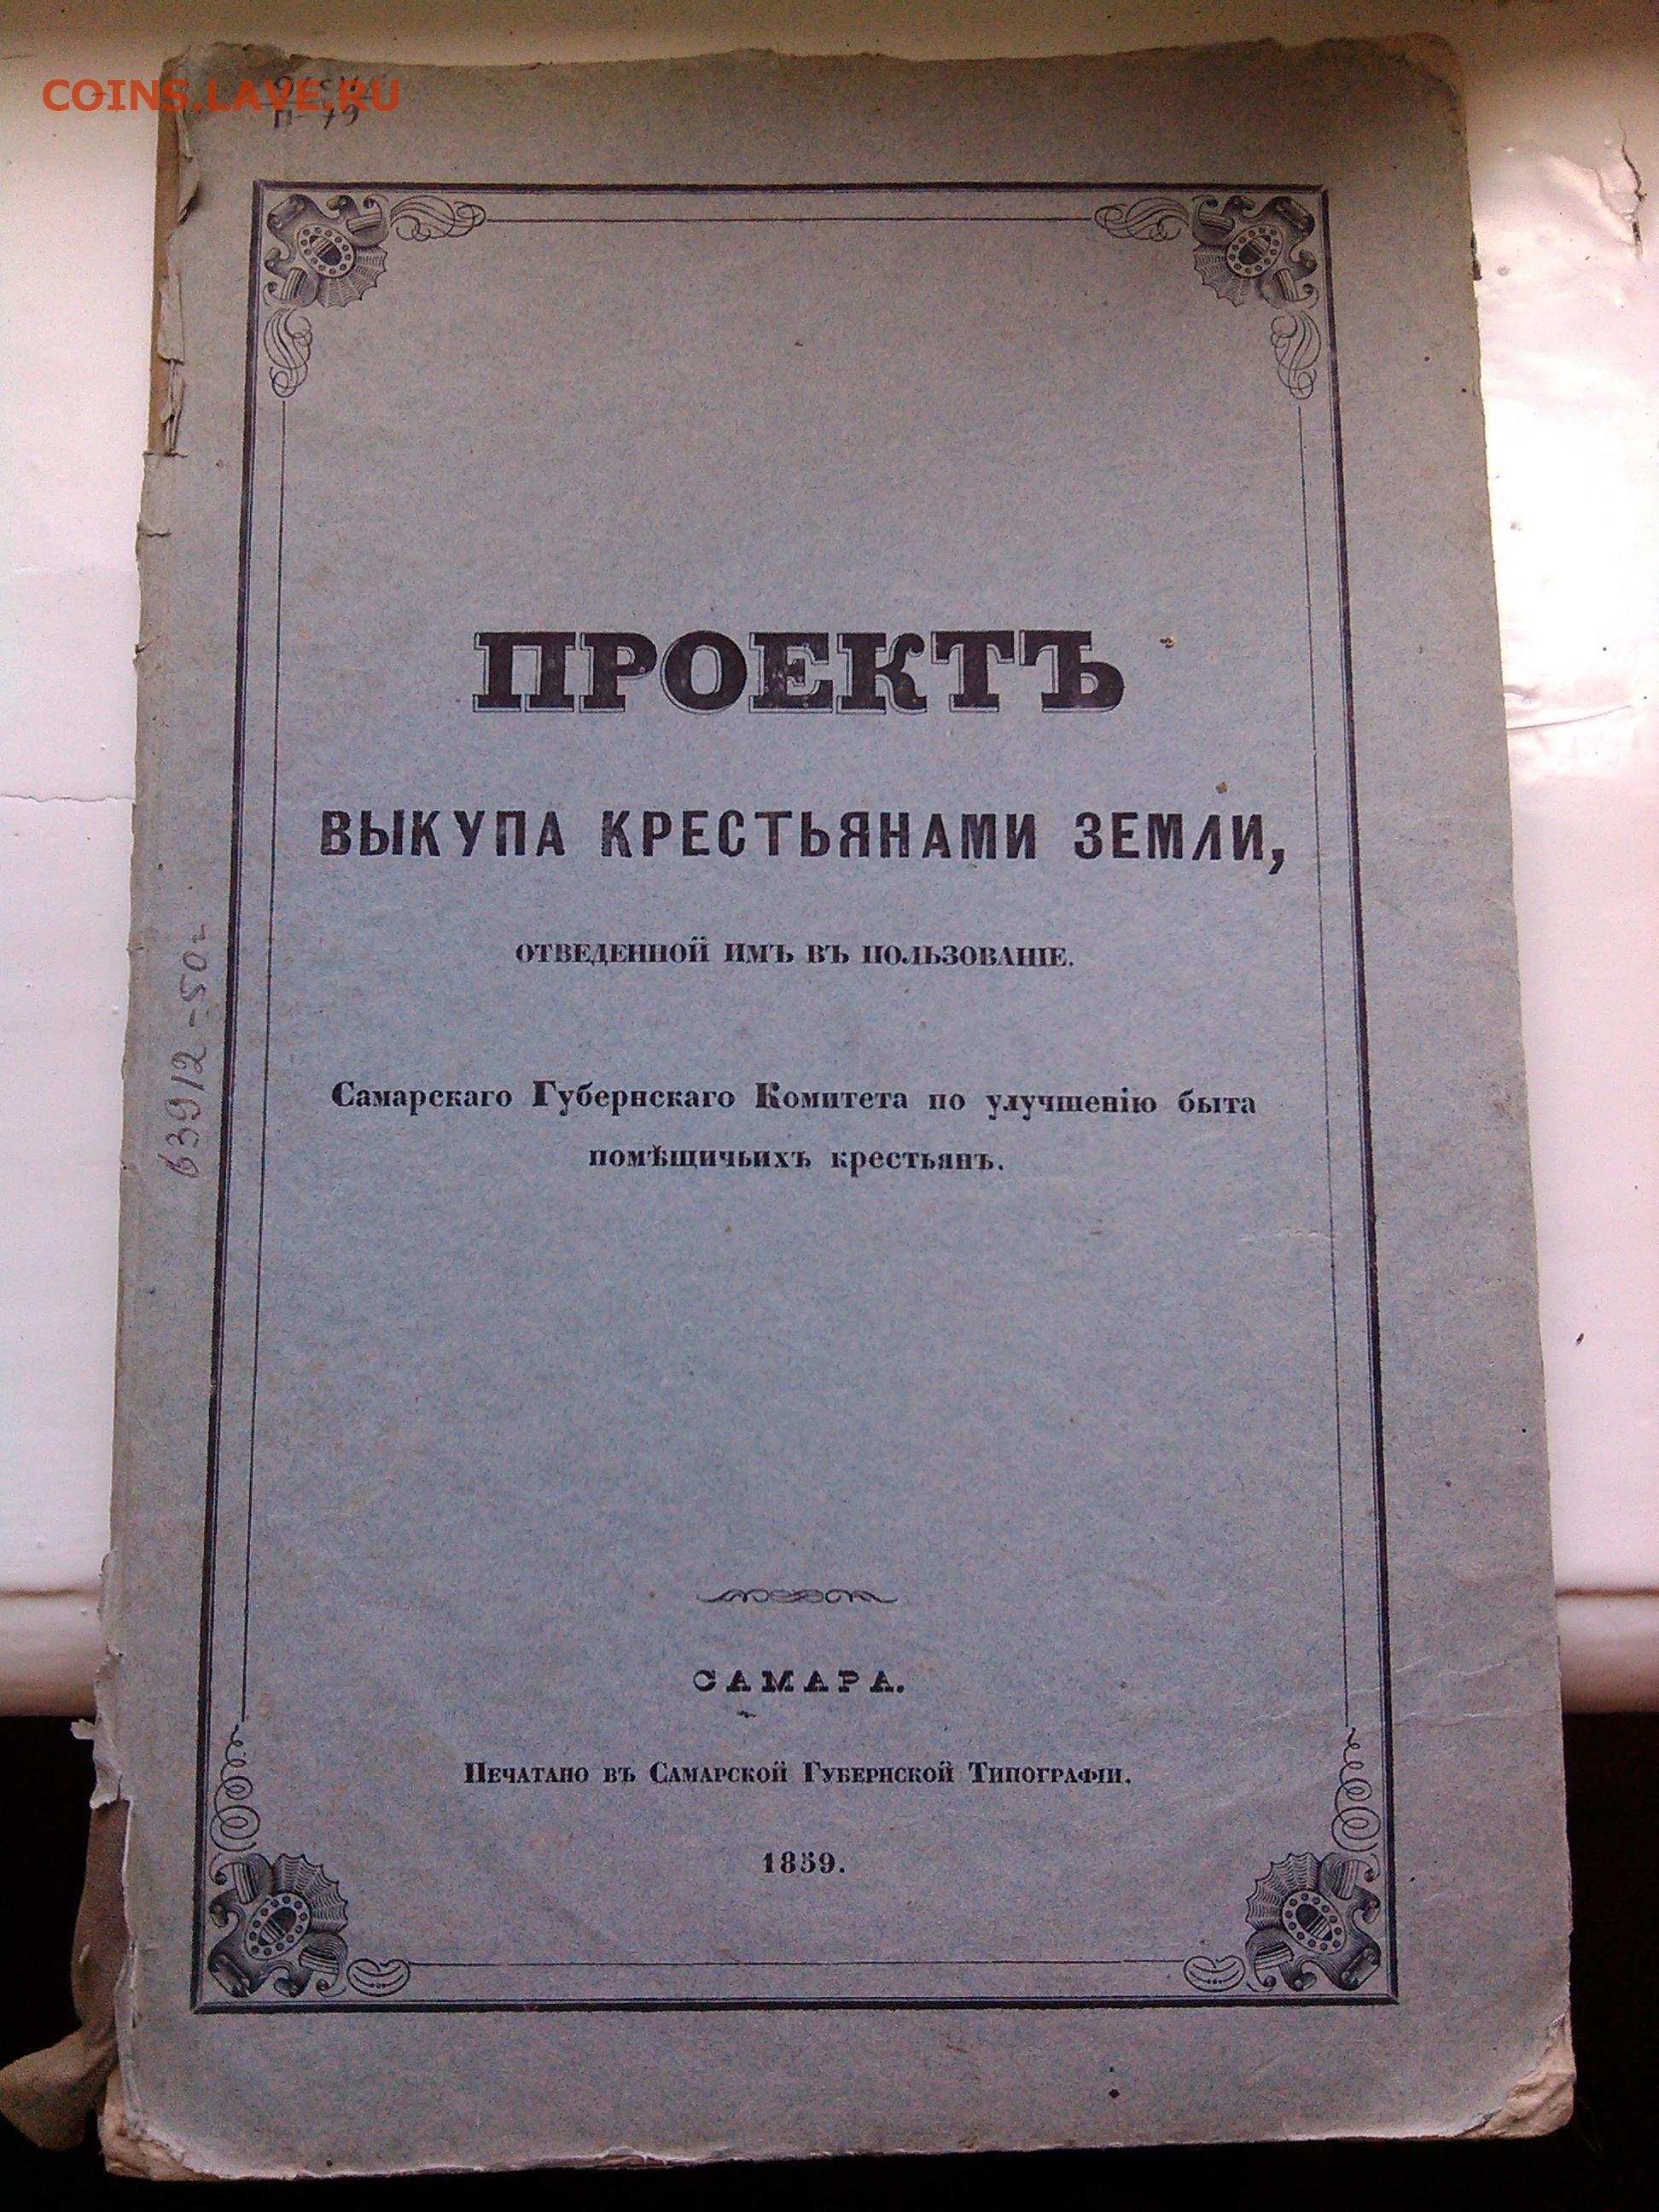 COINS.LAVE.RU
ПРОЕКТЪ
ВЫКУПА КРЕСТЬЯНАМИ ЗЕМЛИ,
ОТВЕДЕННОЙ ИМЪ ВЪ ПОЛЬЗОВАНІЕ.
Самарскаго Губернскаго Комитета по улучшенію быта
помѣщичьихъ крестьянъ.
САМАРА.
ПЕЧАТАНО ВЪ САМАРСКОЙ ГУБЕРНСКОЙ ТИПОГРАФІИ.
1859.